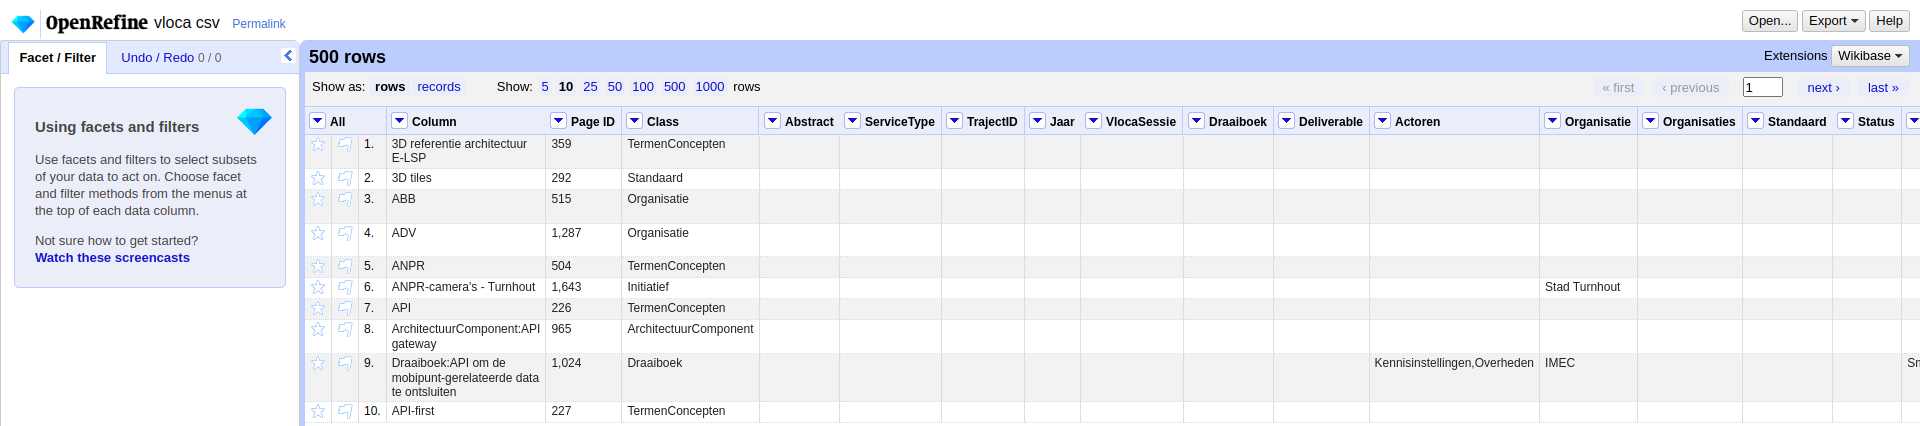 OpenRefine vloca csv Permalink Open... Export Help
Facet / Filter Undo / Redo 0 / 0 500 rows Extensions Wikibase
Show as: rows records Show: 5 10 25 50 100 500 1000 rows « first ‹ previous 1 next › last »
Using facets and filters
Use facets and filters to select subsets
of your data to act on. Choose facet
and filter methods from the menus at
the top of each data column.
Not sure how to get started?
Watch these screencasts
All Column Page ID Class Abstract ServiceType TrajectID Jaar VlocaSessie Draaiboek Deliverable Actoren Organisatie Organisaties Standaard Status
1. 3D referentie architectuur 359 TermenConcepten
E-LSP
2. 3D tiles 292 Standaard
3. ABB 515 Organisatie
4. ADV 1,287 Organisatie
5. ANPR 504 TermenConcepten
6. ANPR-camera's - Turnhout 1,643 Initiatief Stad Turnhout
7. API 226 TermenConcepten
8. ArchitectuurComponent:API 965 ArchitectuurComponent
gateway
9. Draaiboek:API om de 1,024 Draaiboek Kennisinstellingen,Overheden IMEC
mobipunt-gerelateerde data
te ontsluiten
10. API-first 227 TermenConcepten